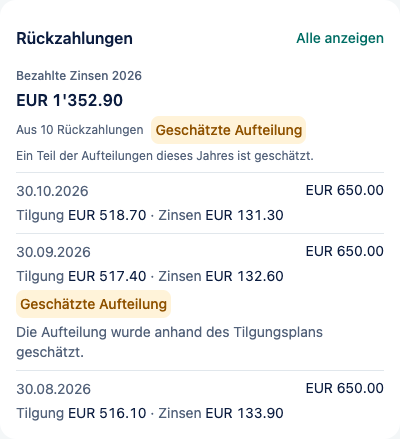 Rückzahlungen Alle anzeigen
Bezahlte Zinsen 2026
EUR 1'352.90
Aus 10 Rückzahlungen Geschätzte Aufteilung
Ein Teil der Aufteilungen dieses Jahres ist geschätzt.
30.10.2026 EUR 650.00
Tilgung EUR 518.70 · Zinsen EUR 131.30
30.09.2026 EUR 650.00
Tilgung EUR 517.40 · Zinsen EUR 132.60
Geschätzte Aufteilung
Die Aufteilung wurde anhand des Tilgungsplans
geschätzt.
30.08.2026 EUR 650.00
Tilgung EUR 516.10 · Zinsen EUR 133.90